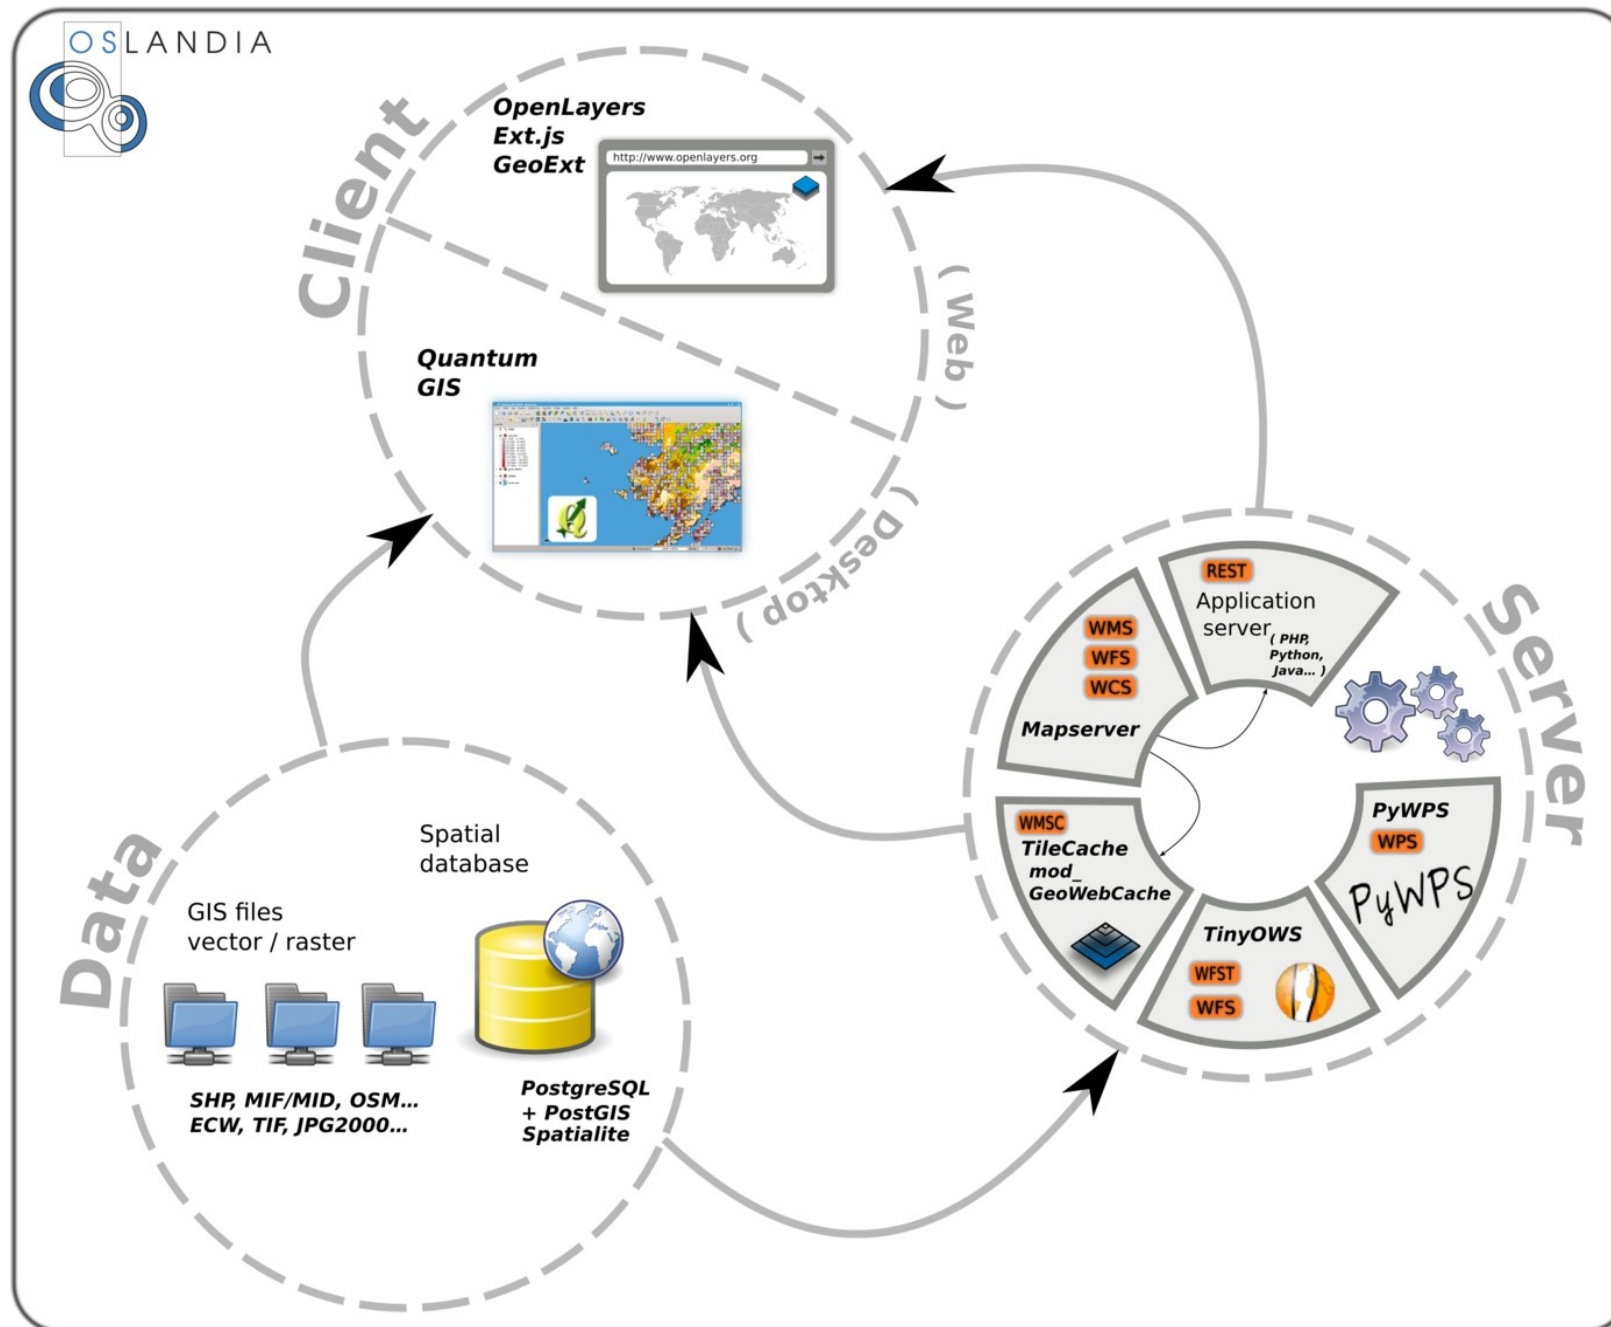 OSLANDIA
Client
OpenLayers
Ext.js
GeoExt
http://www.openlayers.org
( Web )
Quantum
GIS
( Desktop )
Server
REST
Application
server
( PHP,
Python,
Java... )
WMS
WFS
WCS
Mapserver
WMSC
TileCache
mod_
GeoWebCache
TinyOWS
WFST
WFS
PyWPS
WPS
PyWPS
Data
Spatial
database
GIS files
vector / raster
SHP, MIF/MID, OSM...
ECW, TIF, JPG2000...
PostgreSQL
+ PostGIS
Spatialite